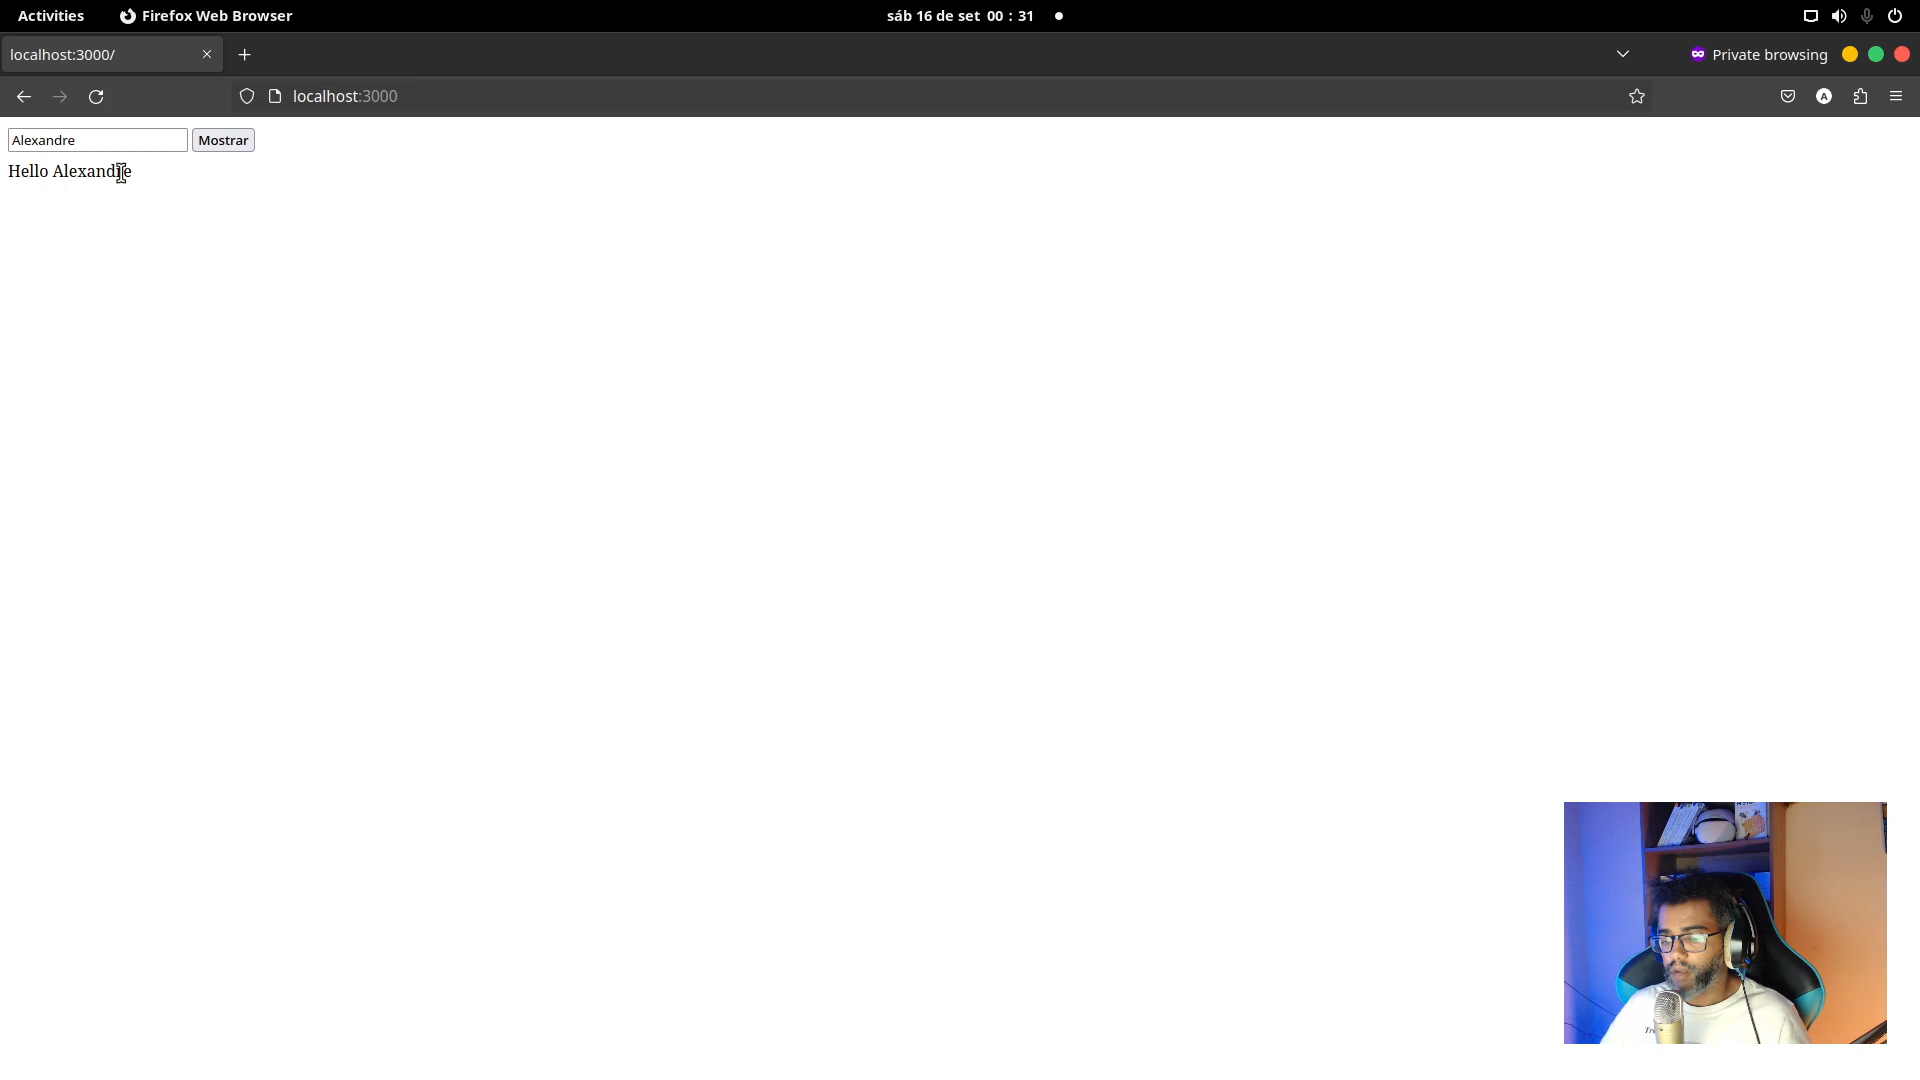 Activities Firefox Web Browser sáb 16 de set 00 : 31
localhost:3000/ Private browsing
localhost:3000 A
Alexandre Mostrar
Hello Alexandre